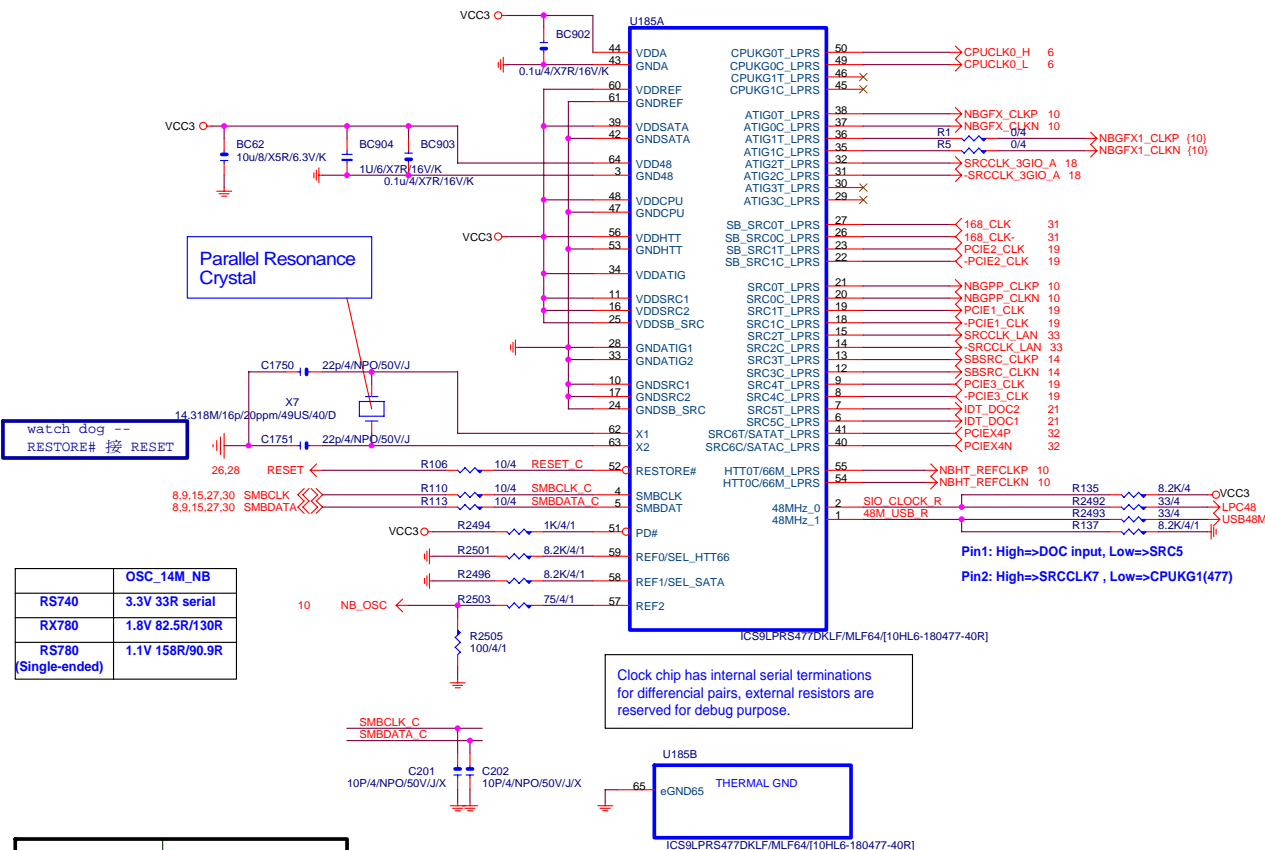 VCC3
BC902
0.1u/4/X7R/16V/K
VCC3
BC62
10u/8/X5R/6.3V/K
BC904
1U/6/X7R/16V/K
BC903
0.1u/4/X7R/16V/K
VCC3
Parallel Resonance
Crystal
C1750
22p/4/NPO/50V/J
X7
14.318M/16p/20ppm/49US/40/D
C1751
22p/4/NPO/50V/J
watch dog --
RESTORE# 接 RESET
26,28 RESET R106 10/4 RESET_C
8,9,15,27,30 SMBCLK R110 10/4 SMBCLK_C
8,9,15,27,30 SMBDATA R113 10/4 SMBDATA_C
VCC3 R2494 1K/4/1
R2501 8.2K/4/1
R2496 8.2K/4/1
10 NB_OSC R2503 75/4/1
R2505
100/4/1
U185A
44 VDDA
43 GNDA
60 VDDREF
61 GNDREF
39 VDDSATA
42 GNDSATA
64 VDD48
3 GND48
48 VDDCPU
47 GNDCPU
56 VDDHTT
53 GNDHTT
34 VDDATIG
11 VDDSRC1
16 VDDSRC2
25 VDDSB_SRC
28 GNDATIG1
33 GNDATIG2
10 GNDSRC1
17 GNDSRC2
24 GNDSB_SRC
62 X1
63 X2
52 RESTORE#
4 SMBCLK
5 SMBDAT
51 PD#
59 REF0/SEL_HTT66
58 REF1/SEL_SATA
57 REF2
CPUKG0T_LPRS 50 CPUCLK0_H 6
CPUKG0C_LPRS 49 CPUCLK0_L 6
CPUKG1T_LPRS 46
CPUKG1C_LPRS 45
ATIG0T_LPRS 38 NBGFX_CLKP 10
ATIG0C_LPRS 37 NBGFX_CLKN 10
ATIG1T_LPRS 36 R1 0/4 NBGFX1_CLKP {10}
ATIG1C_LPRS 35 R5 0/4 NBGFX1_CLKN {10}
ATIG2T_LPRS 32 SRCCLK_3GIO_A 18
ATIG2C_LPRS 31 -SRCCLK_3GIO_A 18
ATIG3T_LPRS 30
ATIG3C_LPRS 29
SB_SRC0T_LPRS 27 168_CLK 31
SB_SRC0C_LPRS 26 168_CLK- 31
SB_SRC1T_LPRS 23 PCIE2_CLK 19
SB_SRC1C_LPRS 22 -PCIE2_CLK 19
SRC0T_LPRS 21 NBGPP_CLKP 10
SRC0C_LPRS 20 NBGPP_CLKN 10
SRC1T_LPRS 19 PCIE1_CLK 19
SRC1C_LPRS 18 -PCIE1_CLK 19
SRC2T_LPRS 15 SRCCLK_LAN 33
SRC2C_LPRS 14 -SRCCLK_LAN 33
SRC3T_LPRS 13 SBSRC_CLKP 14
SRC3C_LPRS 12 SBSRC_CLKN 14
SRC4T_LPRS 9 PCIE3_CLK 19
SRC4C_LPRS 8 -PCIE3_CLK 19
SRC5T_LPRS 7 IDT_DOC2 21
SRC5C_LPRS 6 IDT_DOC1 21
SRC6T/SATAT_LPRS 41 PCIEX4P 32
SRC6C/SATAC_LPRS 40 PCIEX4N 32
HTT0T/66M_LPRS 55 NBHT_REFCLKP 10
HTT0C/66M_LPRS 54 NBHT_REFCLKN 10
48MHz_0 2 SIO_CLOCK_R
48MHz_1 1 48M_USB_R
R135 8.2K/4 VCC3
R2492 33/4 LPC48
R2493 33/4 USB48M
R137 8.2K/4/1
Pin1: High=>DOC input, Low=>SRC5
Pin2: High=>SRCCLK7 , Low=>CPUKG1(477)
ICS9LPRS477DKLF/MLF64/[10HL6-180477-40R]
OSC_14M_NB
RS740 3.3V 33R serial
RX780 1.8V 82.5R/130R
RS780 1.1V 158R/90.9R
(Single-ended)
Clock chip has internal serial terminations
for differencial pairs, external resistors are
reserved for debug purpose.
SMBCLK_C
SMBDATA_C
C201
10P/4/NPO/50V/J/X
C202
10P/4/NPO/50V/J/X
U185B
65 eGND65
THERMAL GND
ICS9LPRS477DKLF/MLF64/[10HL6-180477-40R]